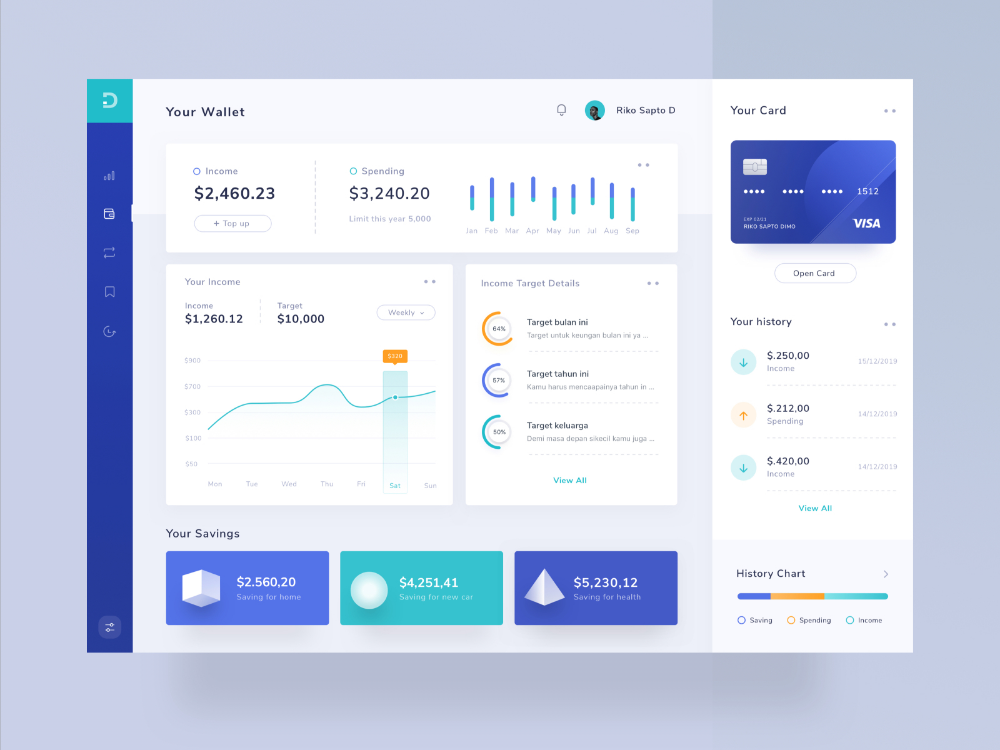 Your Wallet
Riko Sapto D
Income
$2,460.23
+ Top up
Spending
$3,240.20
Limit this year 5,000
Jan Feb Mar Apr May Jun Jul Aug Sep
Your Income
Income
$1,260.12
Target
$10,000
Weekly
$900
$700
$300
$100
$50
$320
Mon Tue Wed Thu Fri Sat Sun
Income Target Details
64%
Target bulan ini
Target untuk keungan bulan ini ya ...
57%
Target tahun ini
Kamu harus mencaapainya tahun in ...
50%
Target keluarga
Demi masa depan sikecil kamu juga ...
View All
Your Savings
$2.560,20
Saving for home
$4,251,41
Saving for new car
$5,230,12
Saving for health
Your Card
1512
RIKO SAPTO DIMO
VISA
Open Card
Your history
$.250,00
Income
15/12/2019
$.212,00
Spending
14/12/2019
$.420,00
Income
14/12/2019
View All
History Chart
Saving
Spending
Income